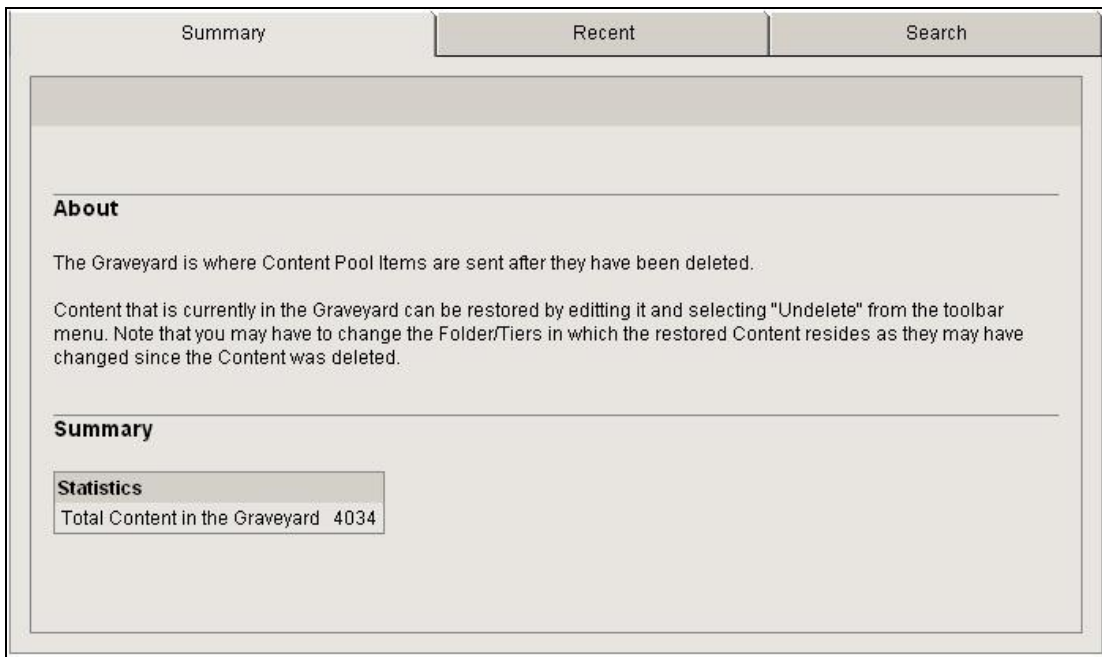 Summary Recent Search
About
The Graveyard is where Content Pool Items are sent after they have been deleted.
Content that is currently in the Graveyard can be restored by editting it and selecting "Undelete" from the toolbar
menu. Note that you may have to change the Folder/Tiers in which the restored Content resides as they may have
changed since the Content was deleted.
Summary
Statistics
Total Content in the Graveyard 4034